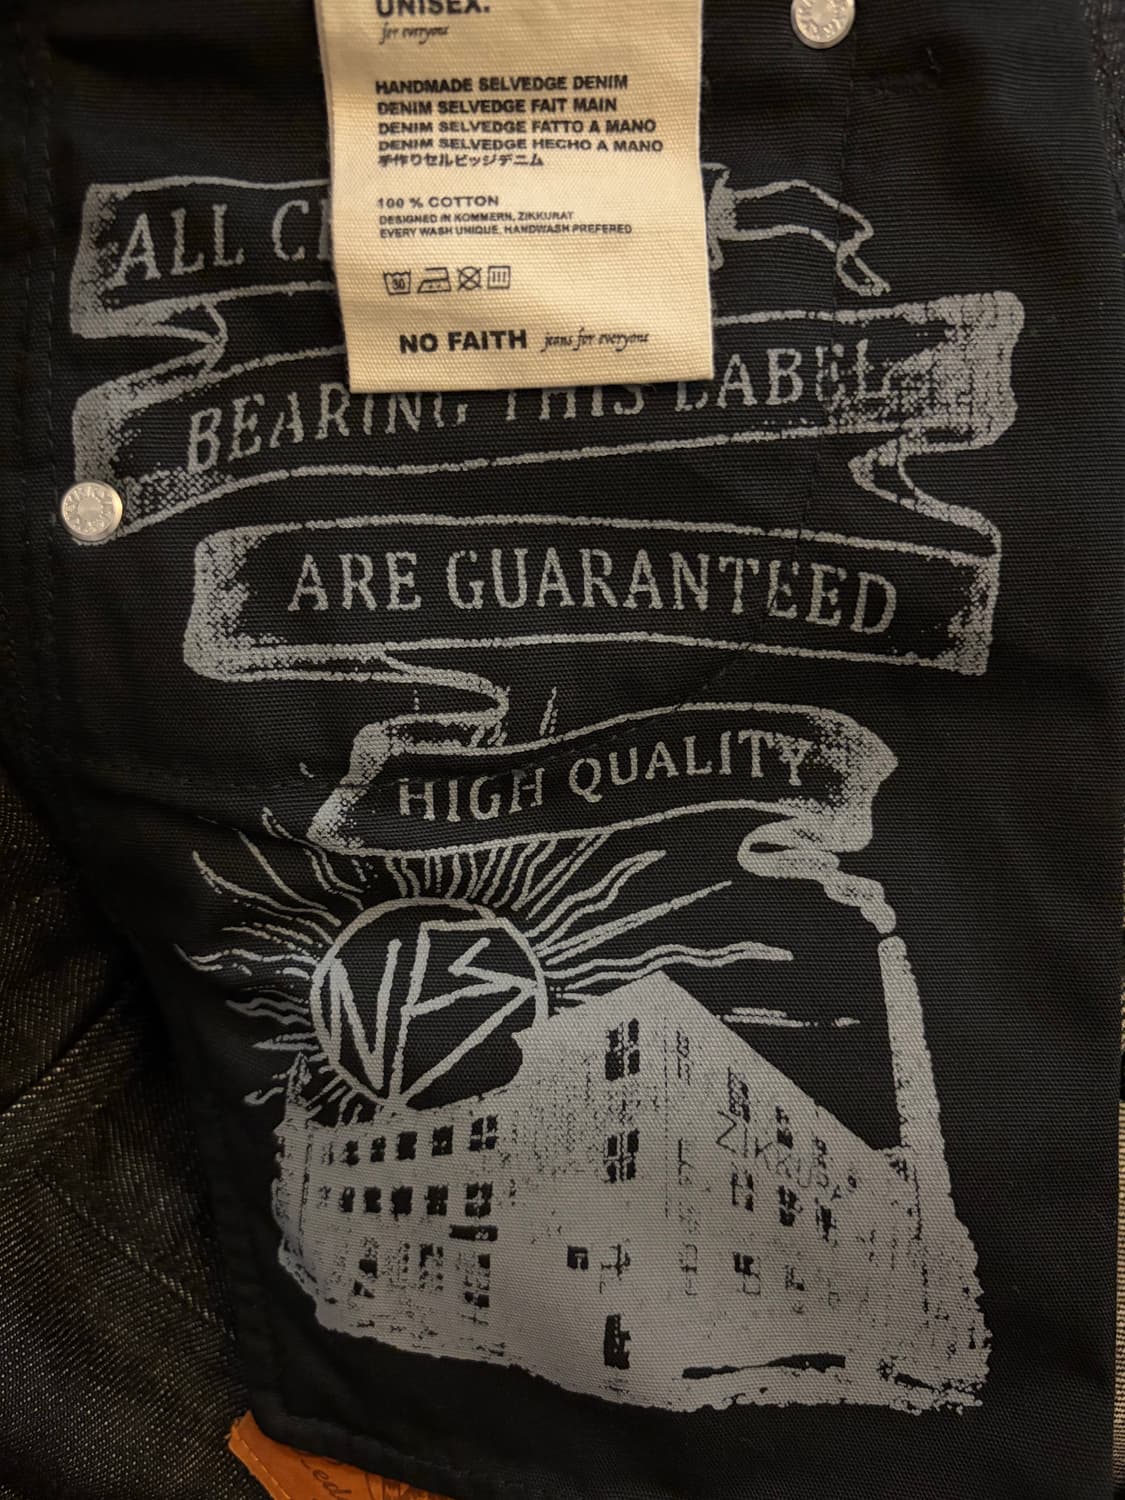 UNISEX.
for everyone
HANDMADE SELVEDGE DENIM
DENIM SELVEDGE FAIT MAIN
DENIM SELVEDGE FATTO A MANO
DENIM SELVEDGE HECHO A MANO
手作りセルビッジデニム
100 % COTTON
DESIGNED IN KOMMERN, ZIKKURAT
EVERY WASH UNIQUE, HANDWASH PREFERED
30
NO FAITH jeans for everyone
ALL
BEARING THIS LABEL
ARE GUARANTEED
HIGH QUALITY
NFS